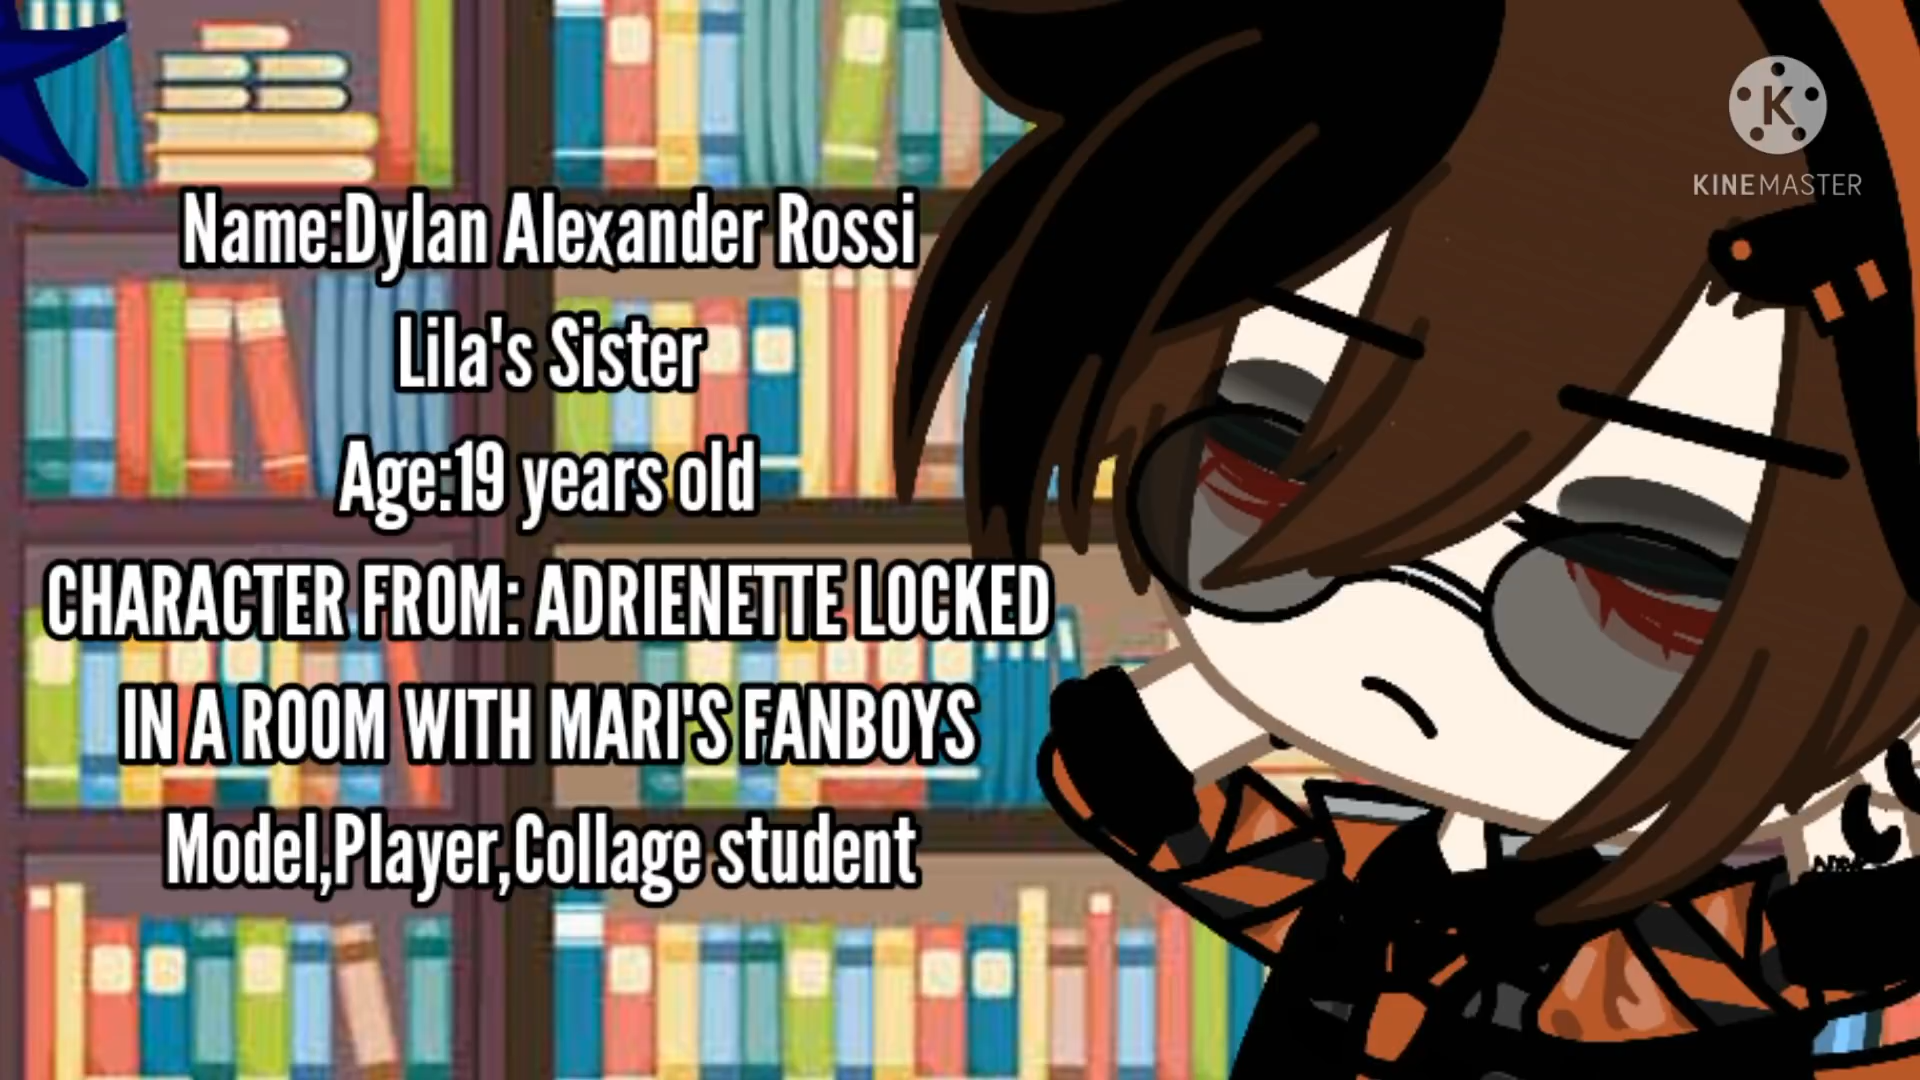 Name:Dylan Alexander Rossi
Lila's Sister
Age:19 years old
CHARACTER FROM: ADRIENETTE LOCKED
IN A ROOM WITH MARI'S FANBOYS
Model,Player,Collage student
K
KINEMASTER